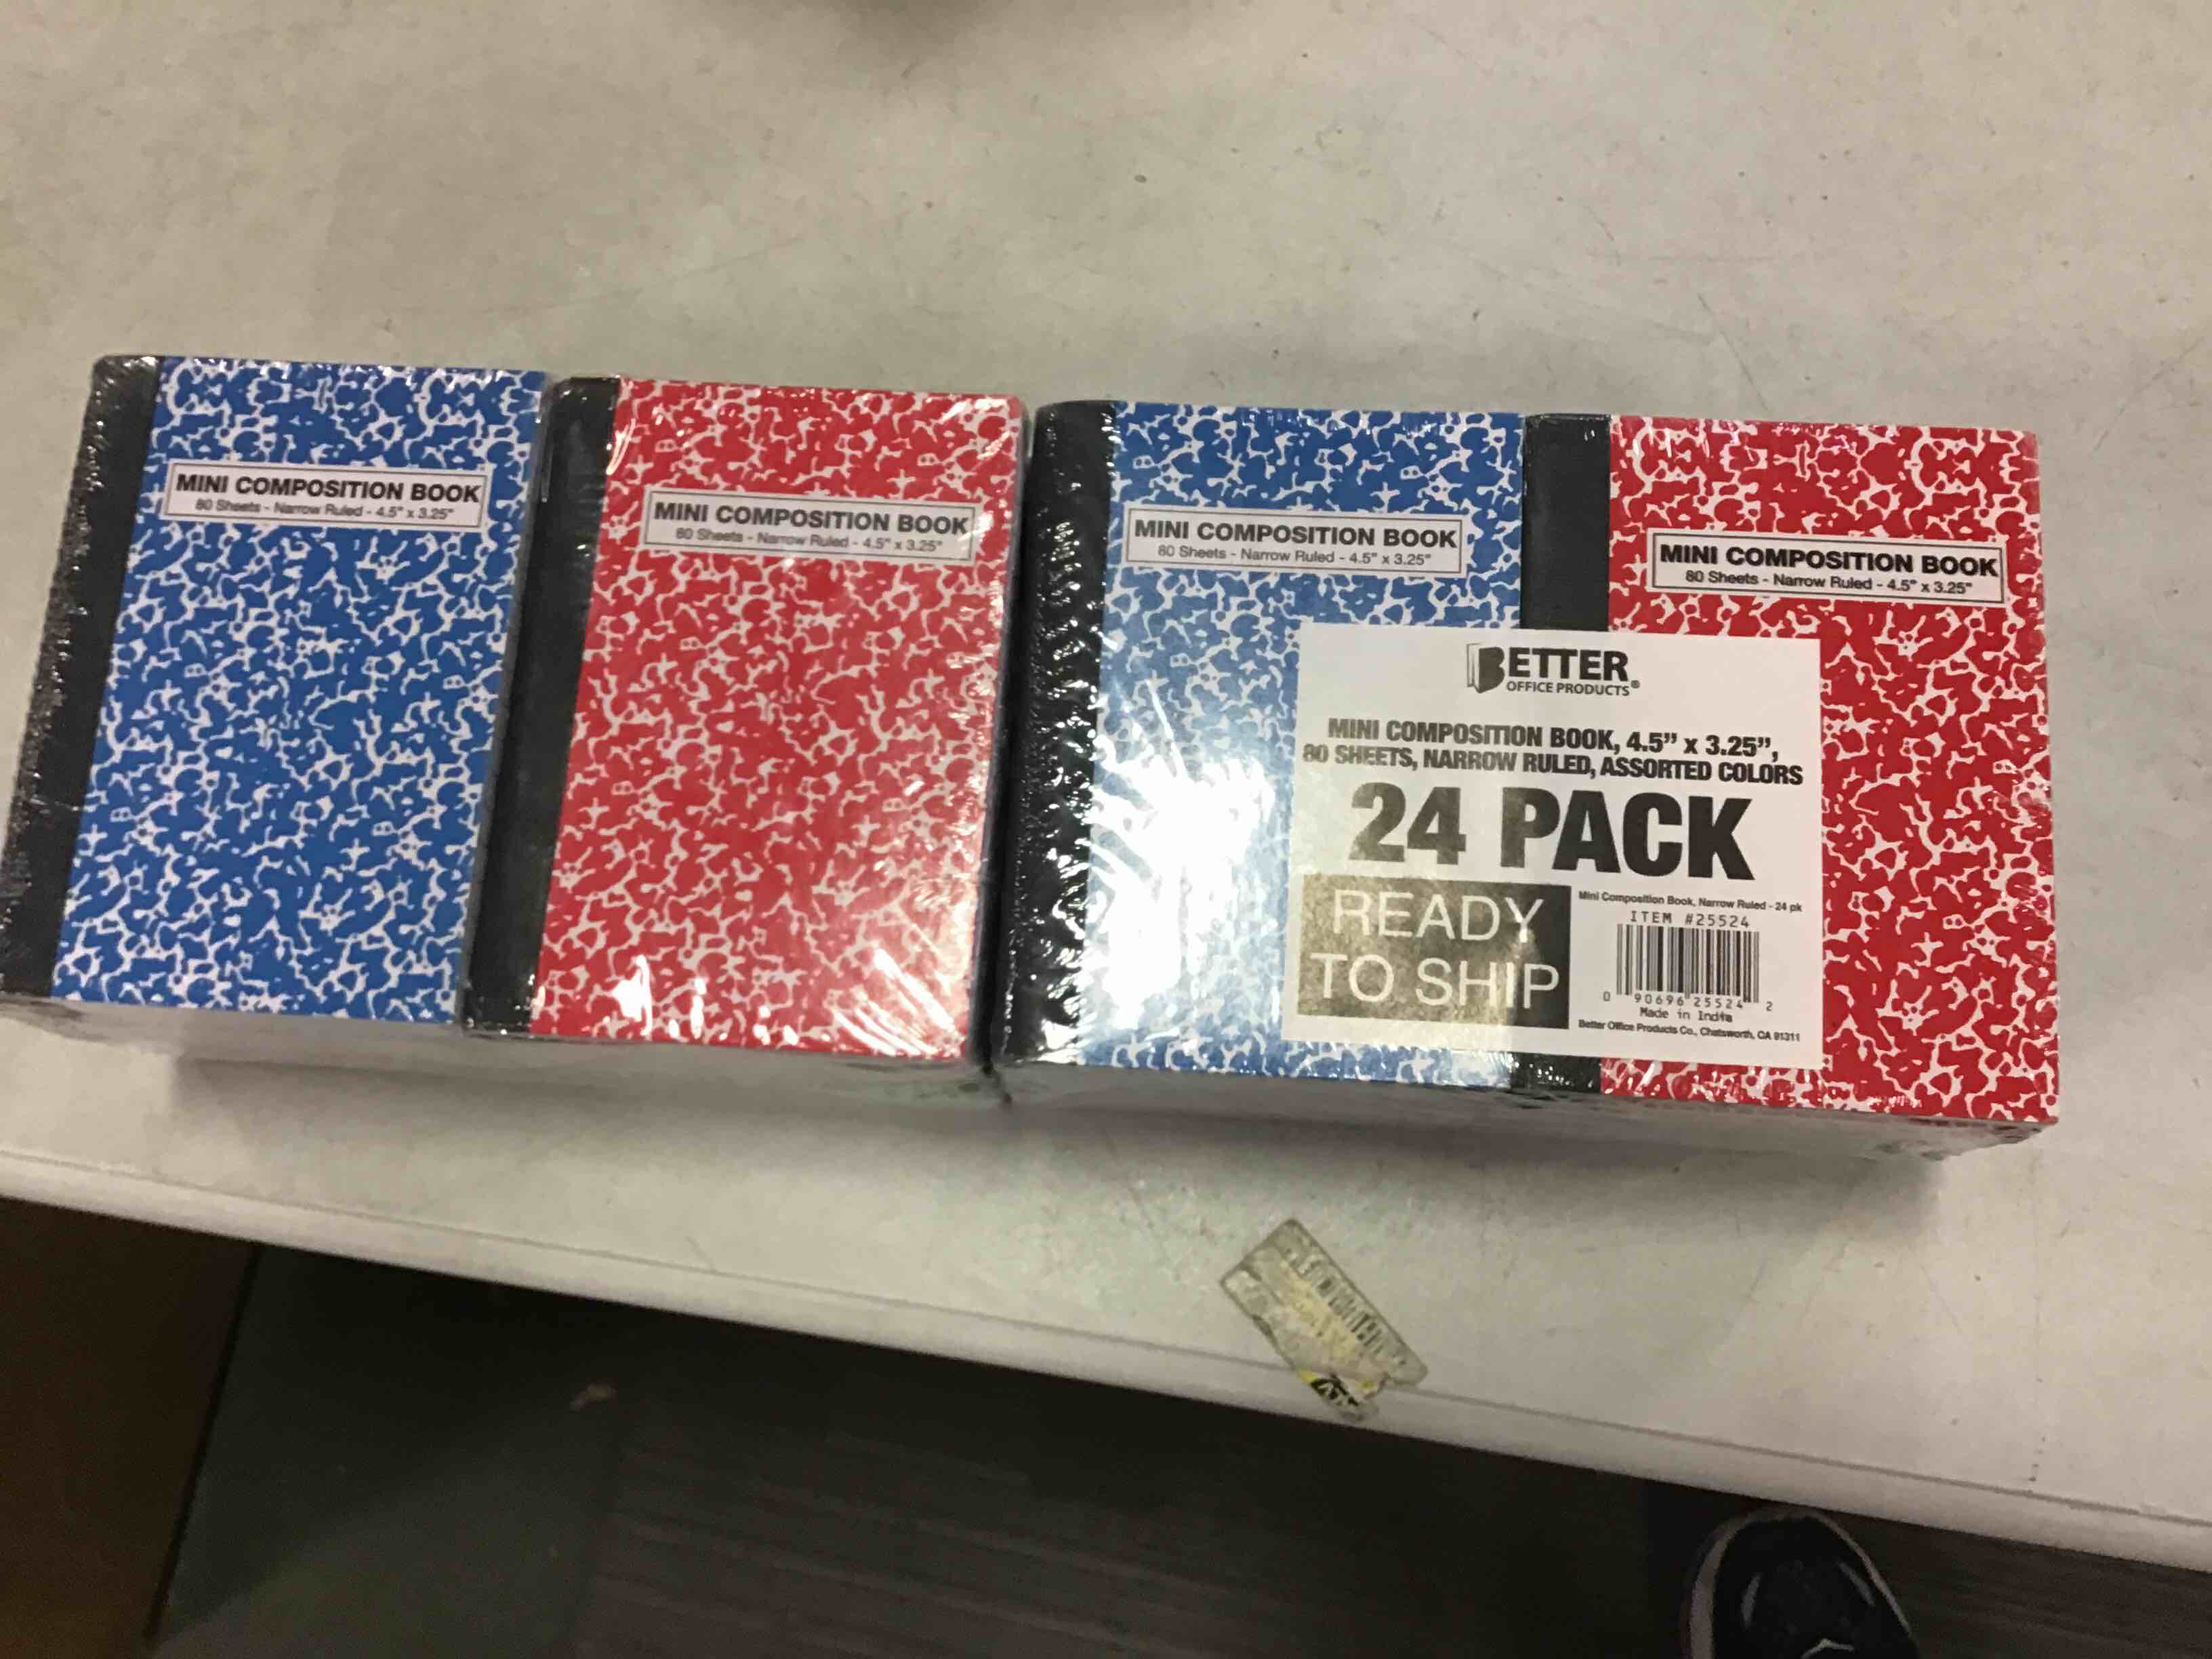 MINI COMPOSITION BOOK
80 Sheets - Narrow Ruled - 4.5" x 3.25"
MINI COMPOSITION BOOK
80 Sheets - Narrow Ruled - 4.5" x 3.25"
MINI COMPOSITION BOOK
80 Sheets - Narrow Ruled - 4.5" x 3.25"
MINI COMPOSITION BOOK
80 Sheets - Narrow Ruled - 4.5" x 3.25"
BETTER
OFFICE PRODUCTS®
MINI COMPOSITION BOOK, 4.5" x 3.25",
80 SHEETS, NARROW RULED, ASSORTED COLORS
24 PACK
READY
TO SHIP
Mini Composition Book, Narrow Ruled - 24 pk
ITEM #25524
0 90696 25524 2
Made in India
Better Office Products Co., Chatsworth, CA 91311